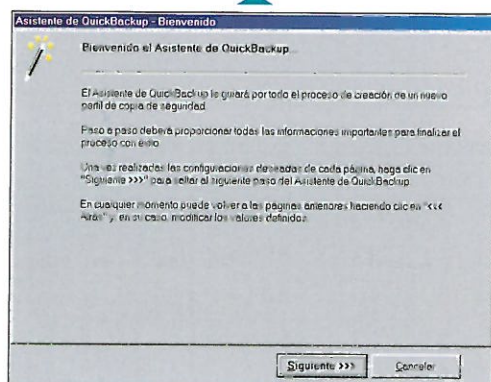 Asistente de QuickBackup - Bienvenido
Bienvenido al Asistente de QuickBackup...
El Asistente de QuickBackup le guiará por todo el proceso de creación de un nuevo
perfil de copia de seguridad.
Paso a paso deberá proporcionar todas las informaciones importantes para finalizar el
proceso con éxito.
Una vez realizadas las configuraciones deseadas de cada página, haga clic en
"Siguiente >>>" para saltar al siguiente paso del Asistente de QuickBackup.
En cualquier momento puede volver a las páginas anteriores haciendo clic en "<<<
Atrás" y, en su caso, modificar los valores definidos.
Siguiente >>>
Cancelar